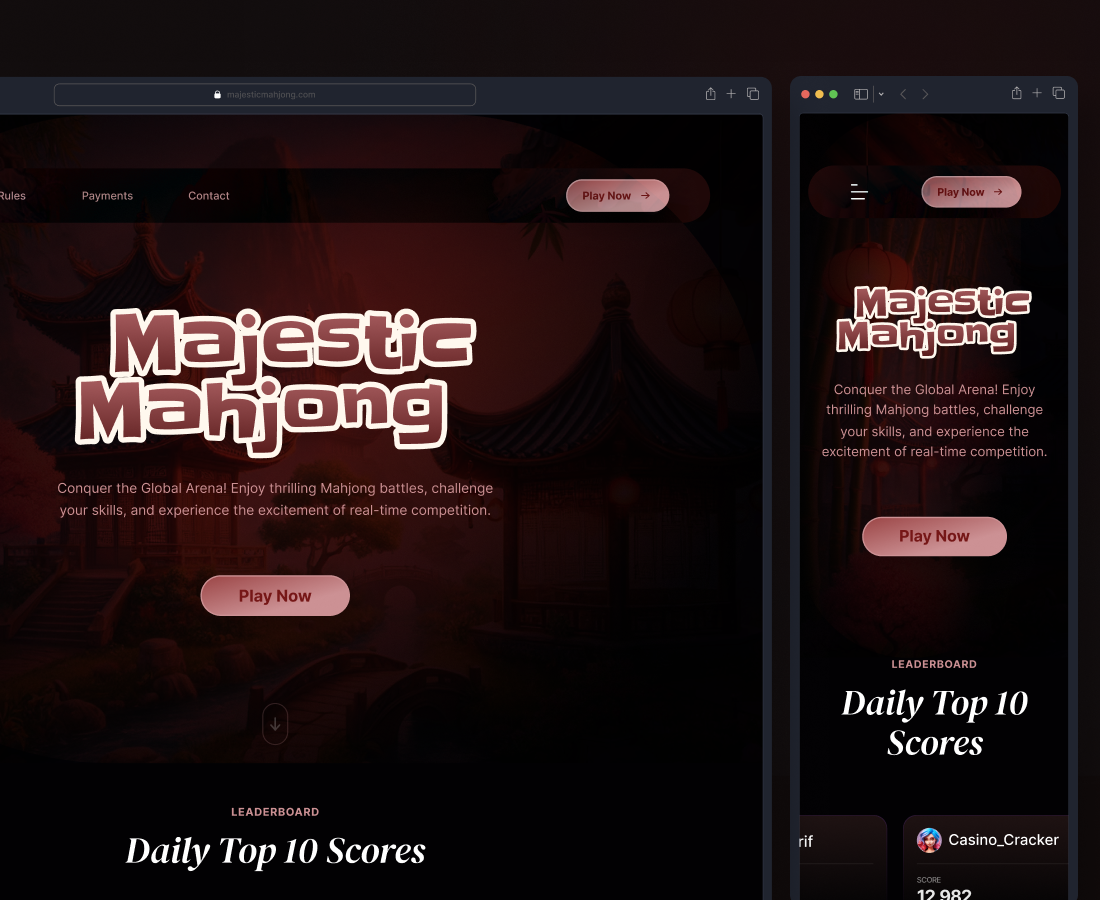 majesticmahjong.com
Rules
Payments
Contact
Play Now
Majestic
Mahjong
Conquer the Global Arena! Enjoy thrilling Mahjong battles, challenge
your skills, and experience the excitement of real-time competition.
Play Now
LEADERBOARD
Daily Top 10 Scores
Play Now
Majestic
Mahjong
Conquer the Global Arena! Enjoy
thrilling Mahjong battles, challenge
your skills, and experience the
excitement of real-time competition.
Play Now
LEADERBOARD
Daily Top 10
Scores
rif
Casino_Cracker
SCORE
12,982